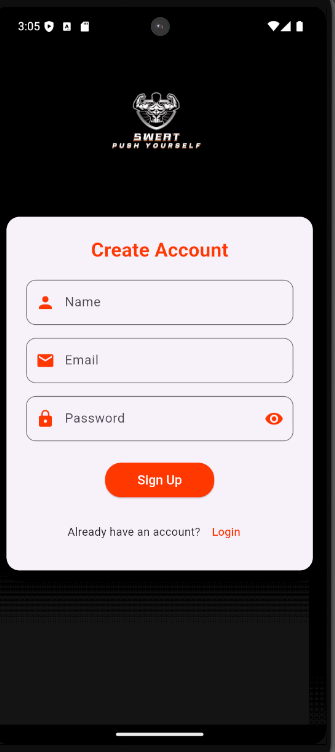 3:05
SWEAT
PUSH YOURSELF
Create Account
Name
Email
Password
Sign Up
Already have an account? Login